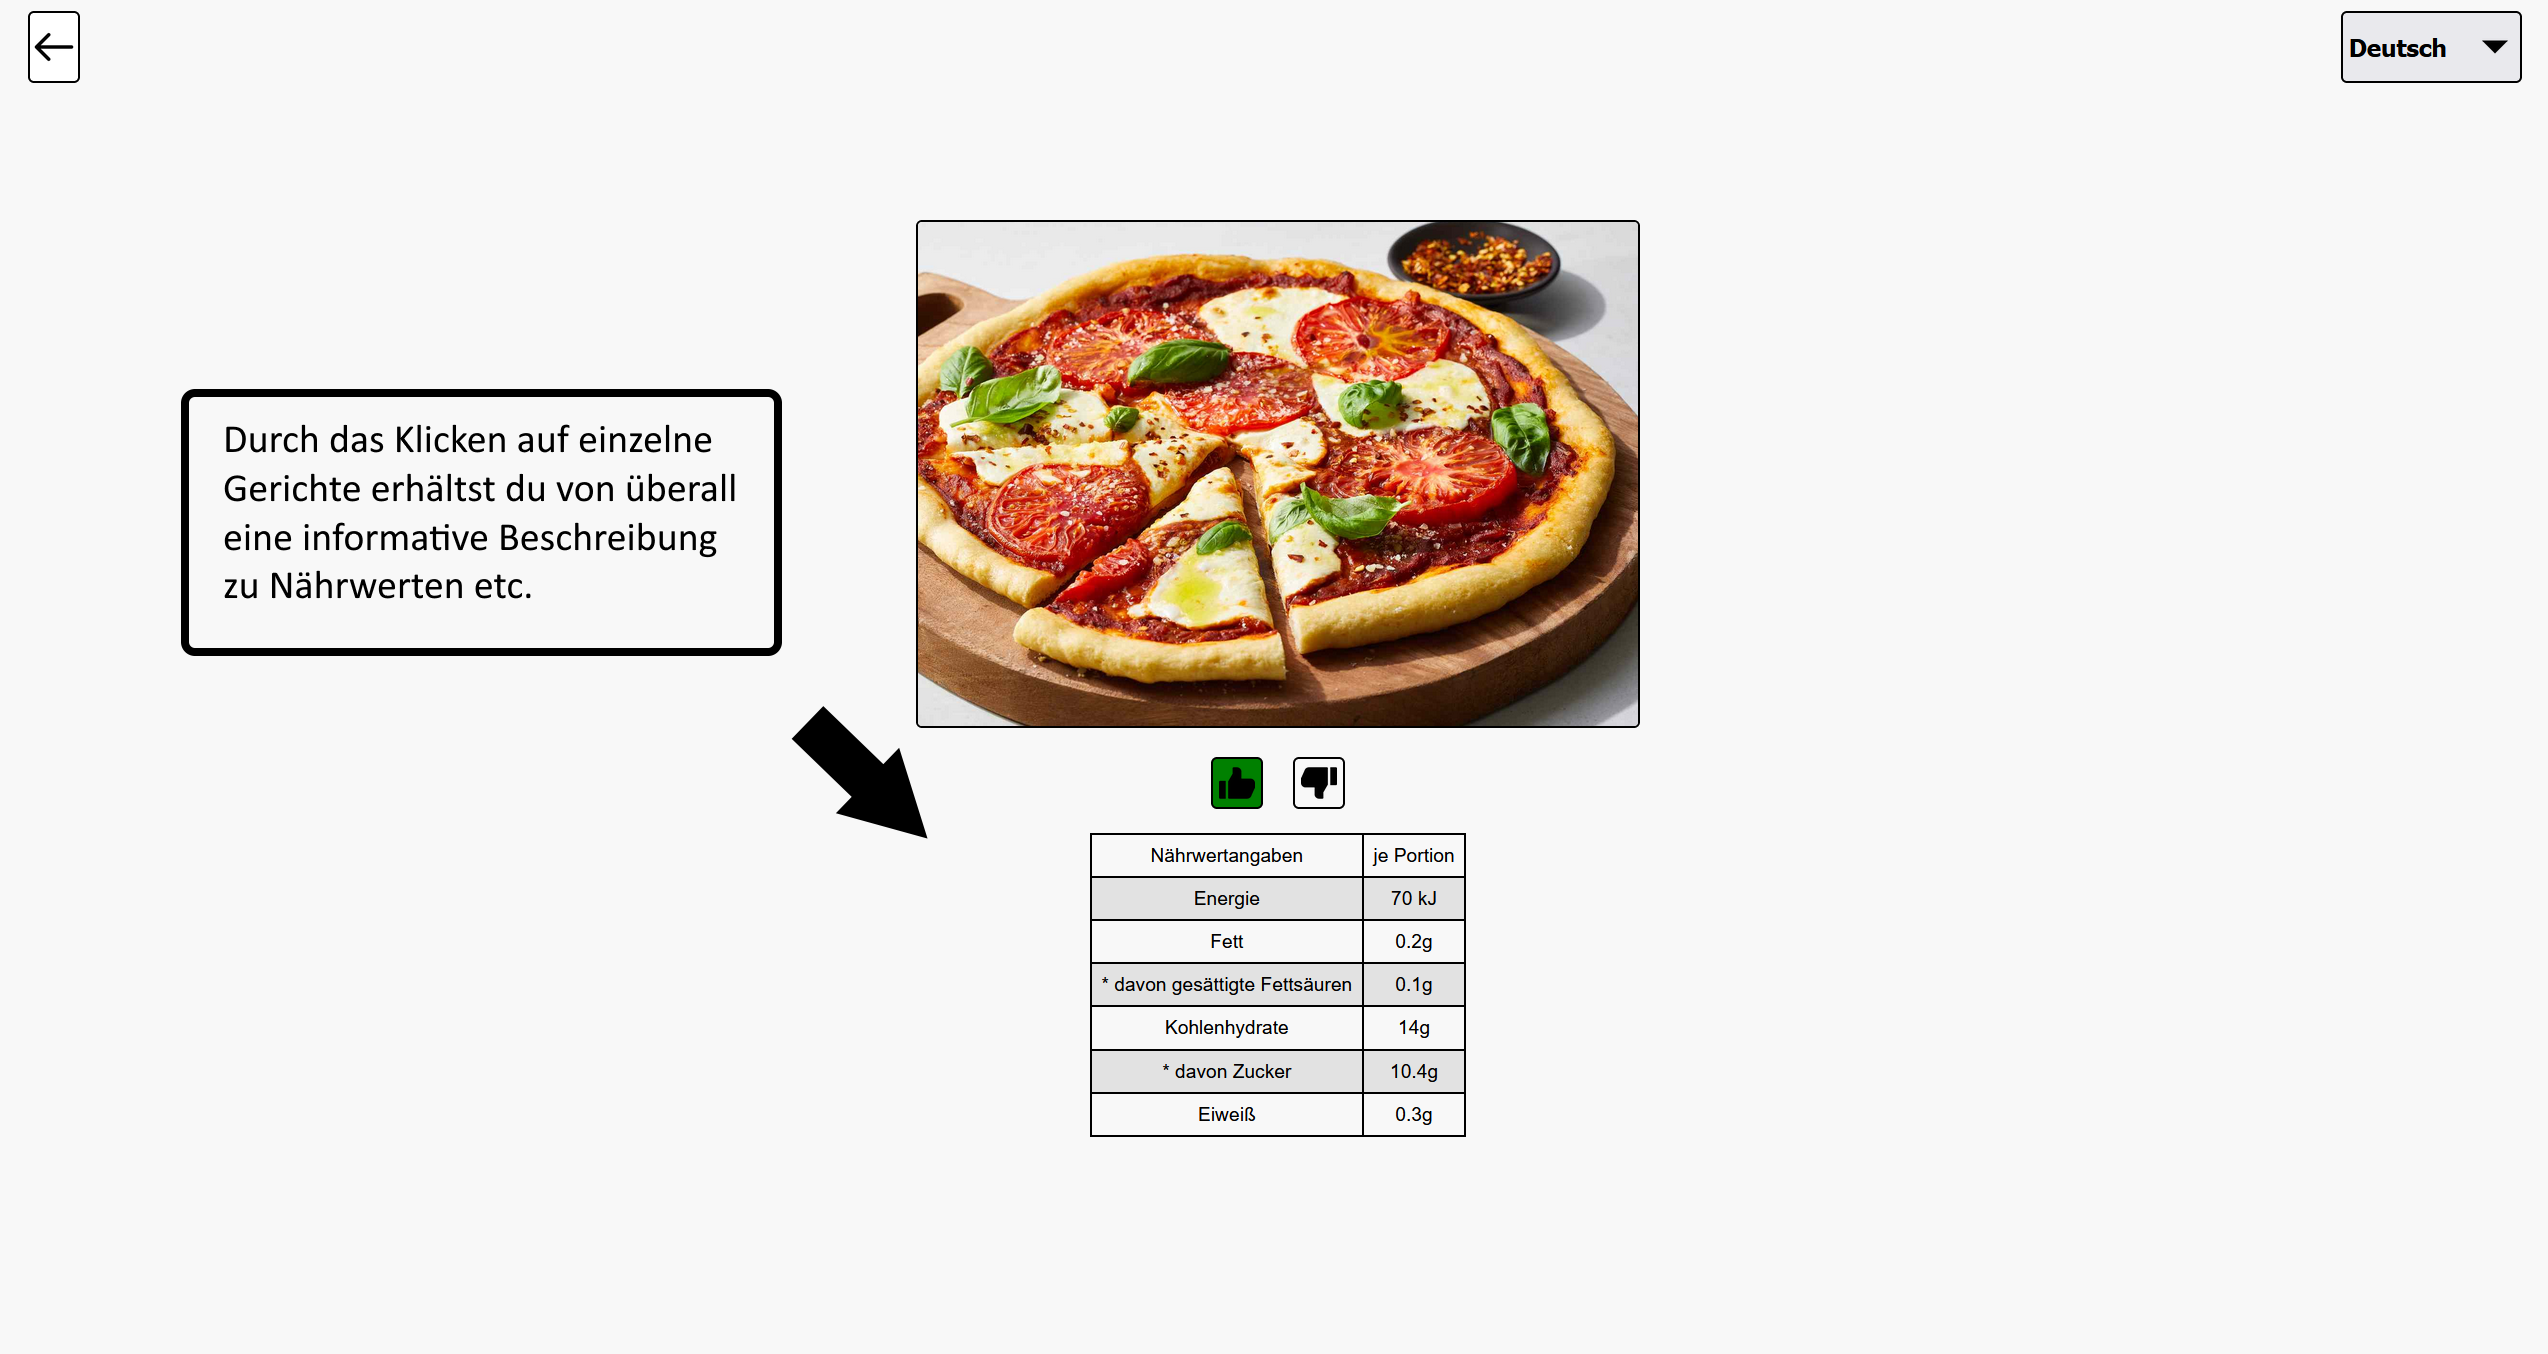 Deutsch
Durch das Klicken auf einzelne
Gerichte erhältst du von überall
eine informative Beschreibung
zu Nährwerten etc.
Nährwertangaben je Portion
Energie 70 kJ
Fett 0.2g
* davon gesättigte Fettsäuren 0.1g
Kohlenhydrate 14g
* davon Zucker 10.4g
Eiweiß 0.3g